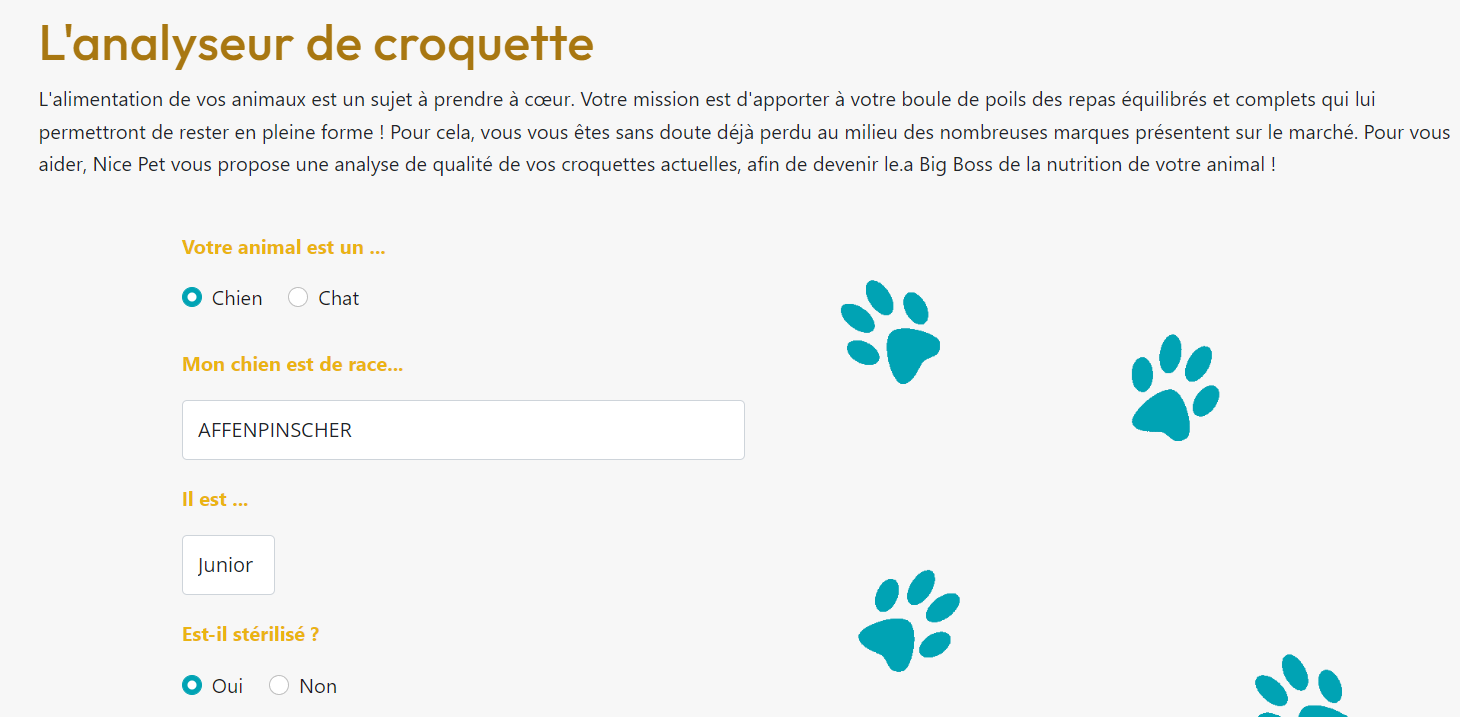 L'analyseur de croquette
L'alimentation de vos animaux est un sujet à prendre à cœur. Votre mission est d'apporter à votre boule de poils des repas équilibrés et complets qui lui
permettront de rester en pleine forme ! Pour cela, vous vous êtes sans doute déjà perdu au milieu des nombreuses marques présentent sur le marché. Pour vous
aider, Nice Pet vous propose une analyse de qualité de vos croquettes actuelles, afin de devenir le.a Big Boss de la nutrition de votre animal !
Votre animal est un ...
Chien Chat
Mon chien est de race...
AFFENPINSCHER
Il est ...
Junior
Est-il stérilisé ?
Oui Non